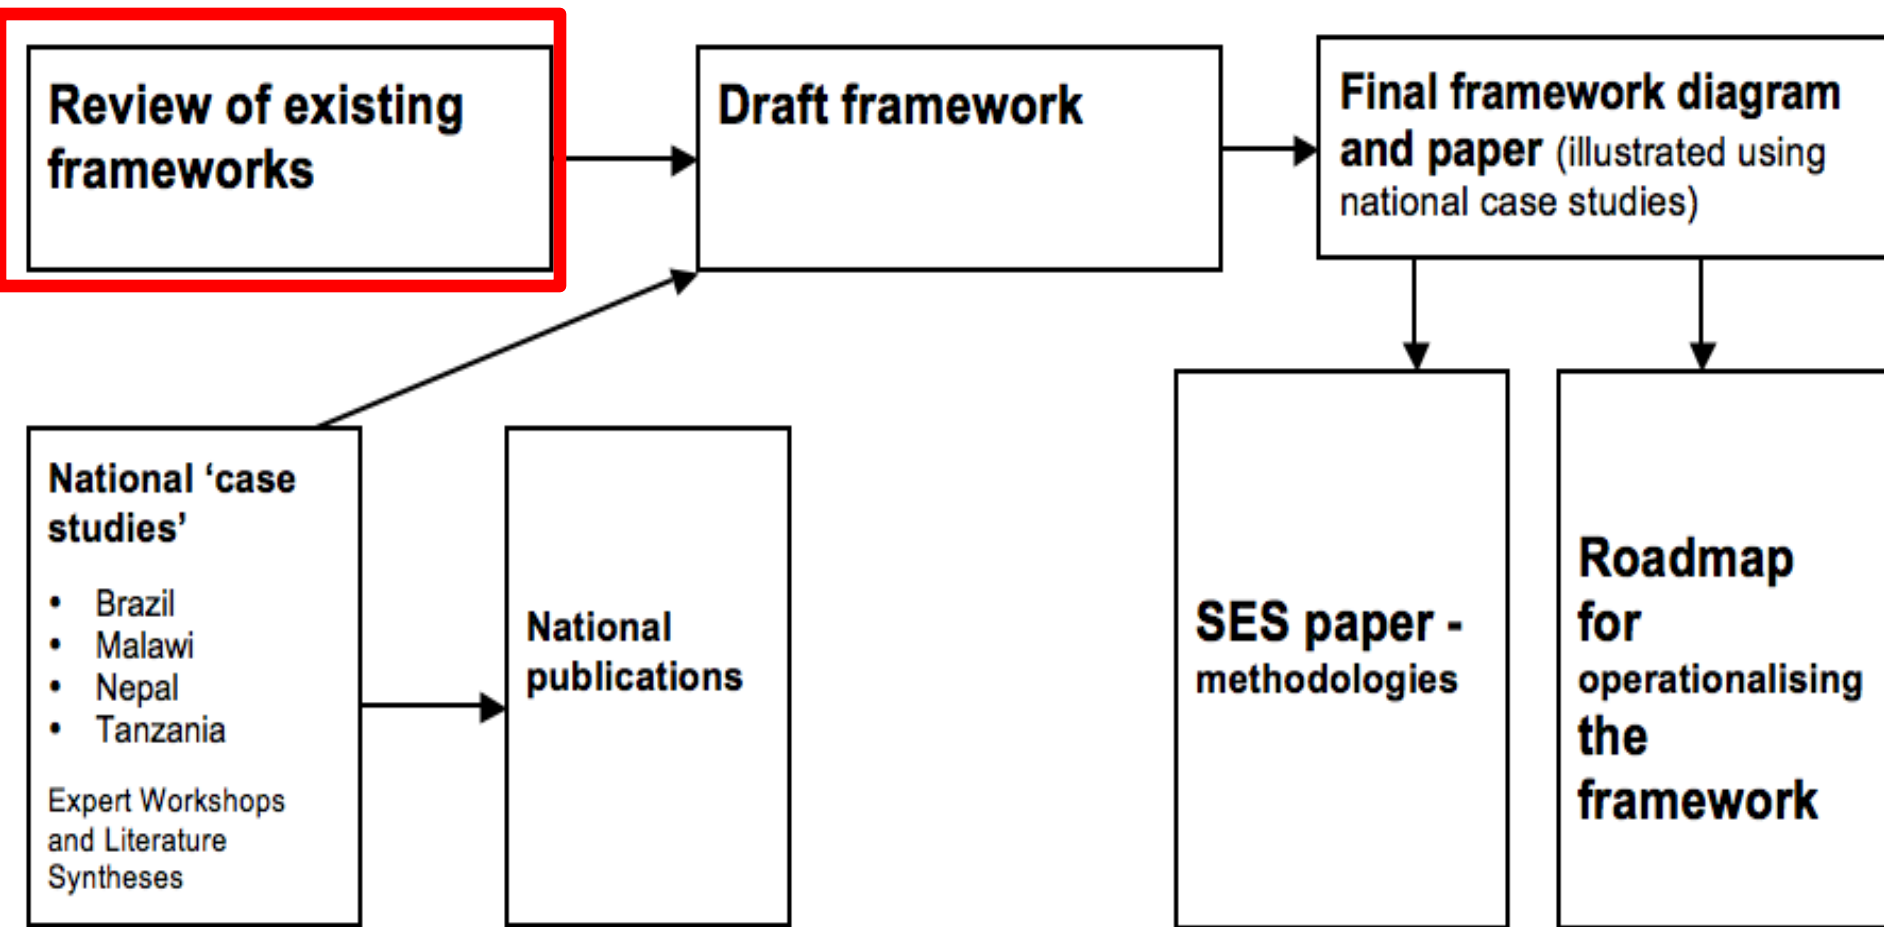 Review of existing
frameworks
Draft framework
Final framework diagram
and paper (illustrated using
national case studies)
National ‘case
studies’
• Brazil
• Malawi
• Nepal
• Tanzania
Expert Workshops
and Literature
Syntheses
National
publications
SES paper -
methodologies
Roadmap
for
operationalising
the
framework